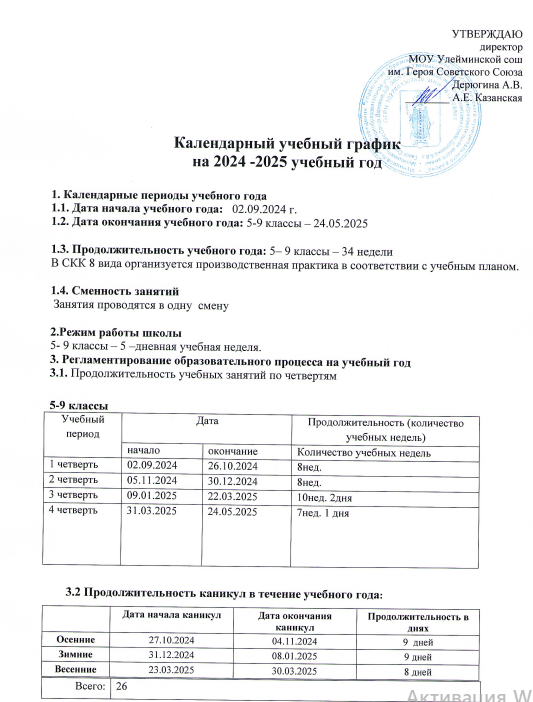 УТВЕРЖДАЮ
директор
МОУ Улейминской сош
им. Героя Советского Союза
Дерюгина А.В.
А.Е. Казанская
Календарный учебный график
на 2024 -2025 учебный год
1. Календарные периоды учебного года
1.1. Дата начала учебного года: 02.09.2024 г.
1.2. Дата окончания учебного года: 5-9 классы – 24.05.2025
1.3. Продолжительность учебного года: 5– 9 классы – 34 недели
В СКК 8 вида организуется производственная практика в соответствии с учебным планом.
1.4. Сменность занятий
Занятия проводятся в одну смену
2.Режим работы школы
5- 9 классы – 5 –дневная учебная неделя.
3. Регламентирование образовательного процесса на учебный год
3.1. Продолжительность учебных занятий по четвертям
5-9 классы
Учебный период Дата Продолжительность (количество учебных недель)
начало окончание Количество учебных недель
1 четверть 02.09.2024 26.10.2024 8нед.
2 четверть 05.11.2024 30.12.2024 8нед.
3 четверть 09.01.2025 22.03.2025 10нед. 2дня
4 четверть 31.03.2025 24.05.2025 7нед. 1 дня
3.2 Продолжительность каникул в течение учебного года:
Дата начала каникул Дата окончания каникул Продолжительность в днях
Осенние 27.10.2024 04.11.2024 9 дней
Зимние 31.12.2024 08.01.2025 9 дней
Весенние 23.03.2025 30.03.2025 8 дней
Всего: 26
Активация W